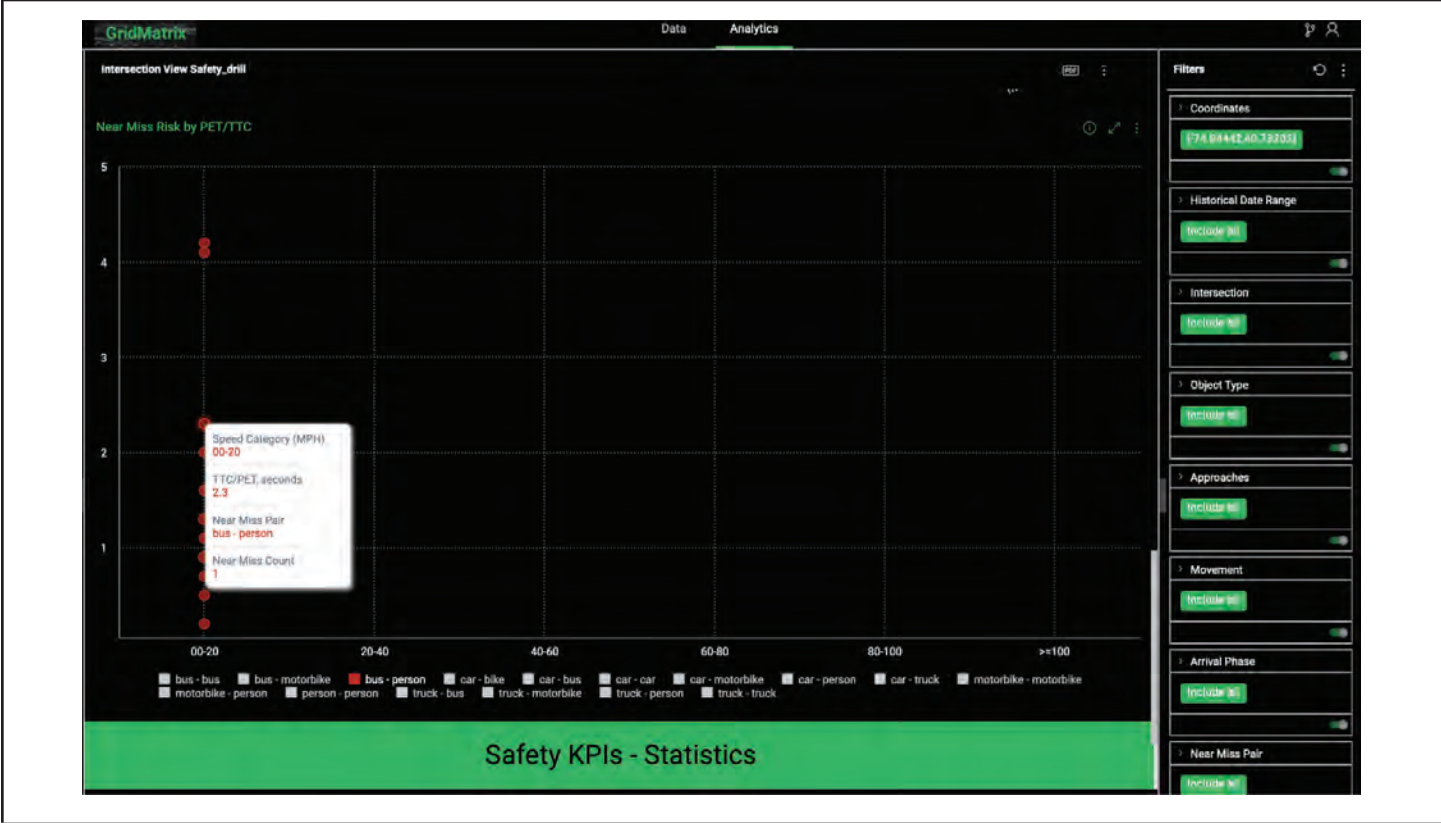 GridMatrix
Data Analytics
Intersection View Safety_drill
PDF
Near Miss Risk by PET/TTC
5
4
3
2
1
Speed Category (MPH)
00-20
TTC/PET, seconds
2.3
Near Miss Pair
bus - person
Near Miss Count
1
00-20 20-40 40-60 60-80 80-100 >=100
bus - bus bus - motorbike bus - person car - bike car - bus car - car car - motorbike car - person car - truck motorbike - motorbike
motorbike - person person - person truck - bus truck - motorbike truck - person truck - truck
Safety KPIs - Statistics
Filters
Coordinates
Historical Date Range
Include all
Intersection
Include all
Object Type
Include all
Approaches
Include all
Movement
Include all
Arrival Phase
Include all
Near Miss Pair
Include all